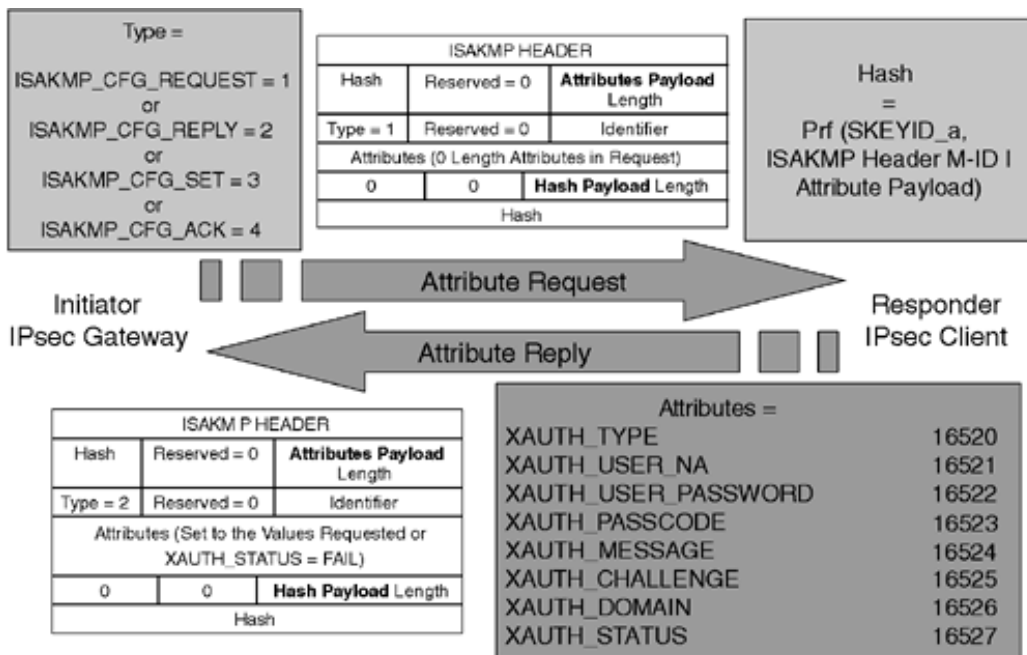 Type =
ISAKMP_CFG_REQUEST = 1
or
ISAKMP_CFG_REPLY = 2
or
ISAKMP_CFG_SET = 3
or
ISAKMP_CFG_ACK = 4
ISAKMP HEADER
Hash Reserved = 0 Attributes Payload Length
Type = 1 Reserved = 0 Identifier
Attributes (0 Length Attributes in Request)
0 0 Hash Payload Length
Hash
Hash
=
Prf (SKEYID_a,
ISAKMP Header M-ID I
Attribute Payload)
Attribute Request
Initiator
IPsec Gateway
Responder
IPsec Client
Attribute Reply
ISAKM P HEADER
Hash Reserved = 0 Attributes Payload Length
Type = 2 Reserved = 0 Identifier
Attributes (Set to the Values Requested or
XAUTH_STATUS = FAIL)
0 0 Hash Payload Length
Hash
Attributes =
XAUTH_TYPE 16520
XAUTH_USER_NA 16521
XAUTH_USER_PASSWORD 16522
XAUTH_PASSCODE 16523
XAUTH_MESSAGE 16524
XAUTH_CHALLENGE 16525
XAUTH_DOMAIN 16526
XAUTH_STATUS 16527